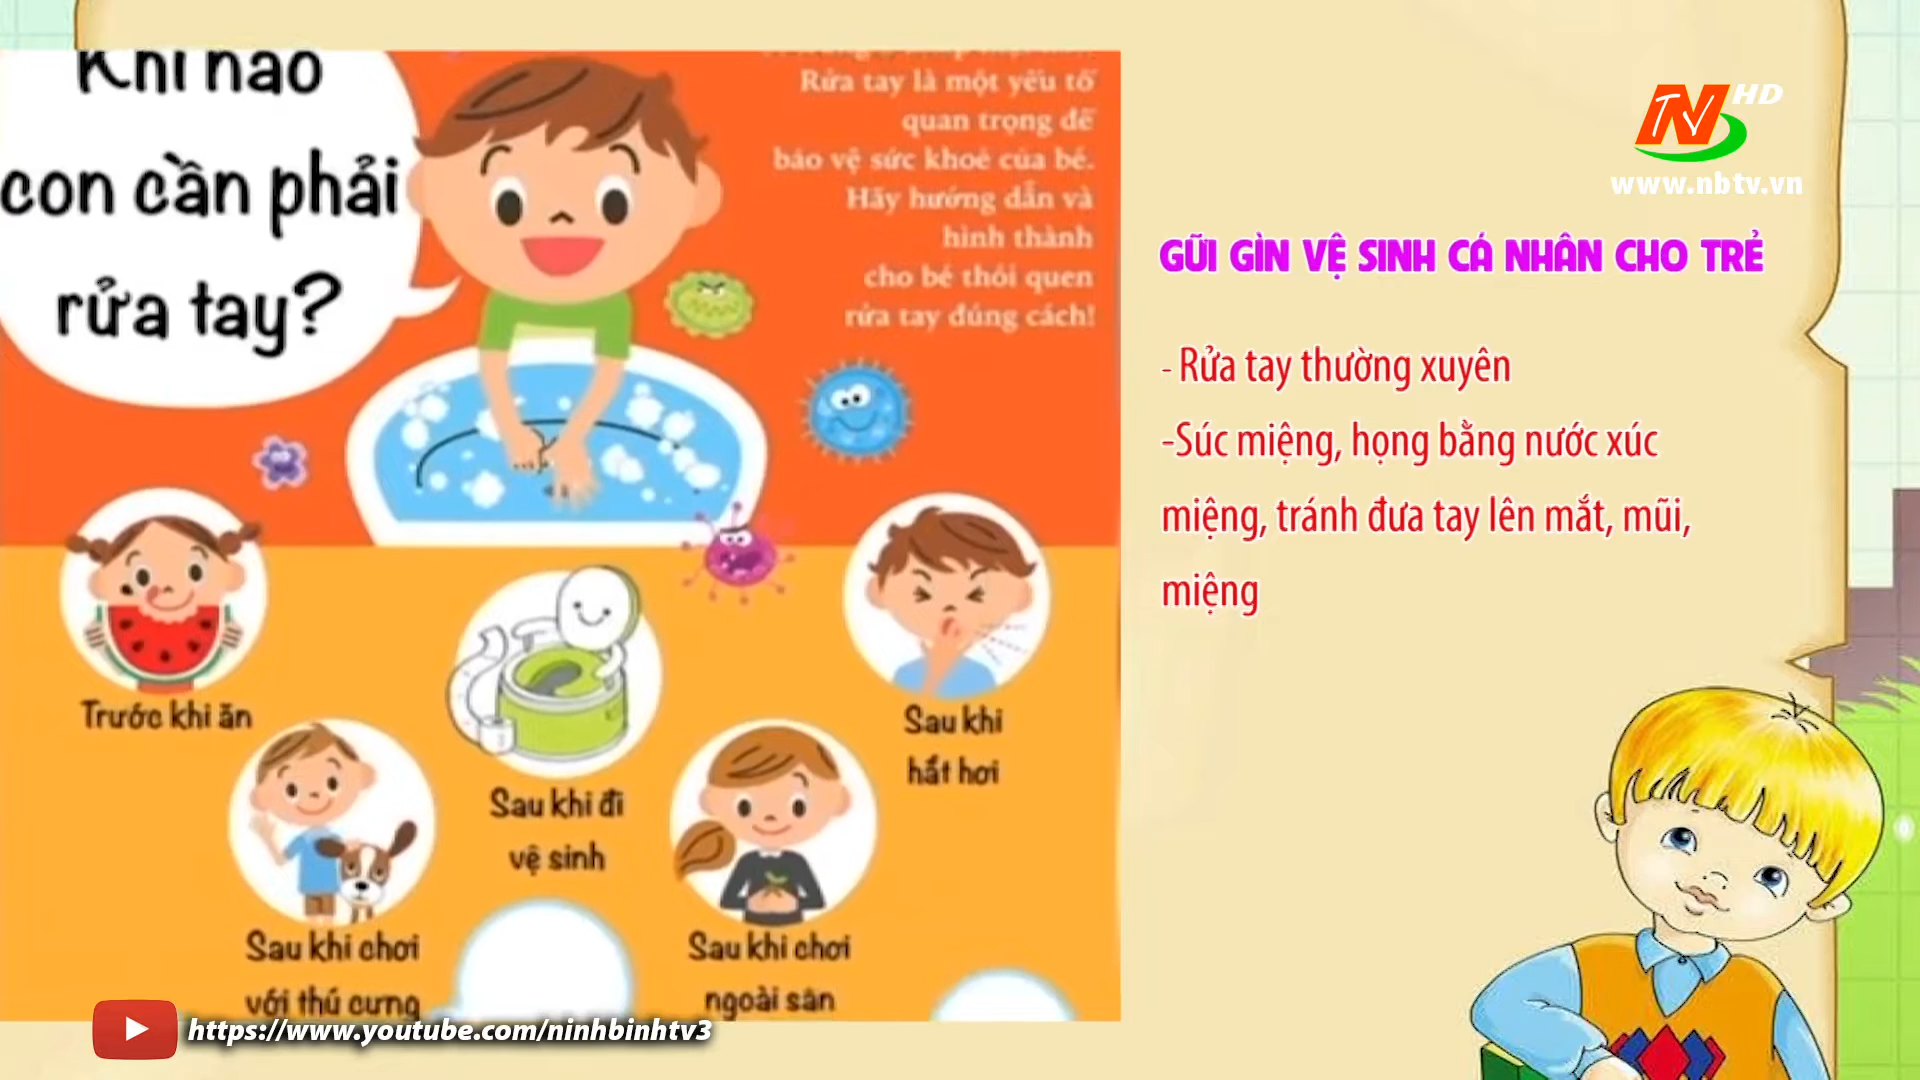 Khi nào
con cần phải
rửa tay?
Rửa tay là một yếu tố
quan trọng để
bảo vệ sức khoẻ của bé.
Hãy hướng dẫn và
hình thành
cho bé thói quen
rửa tay đúng cách!
Trước khi ăn
Sau khi đi
vệ sinh
Sau khi
hắt hơi
Sau khi chơi
với thú cưng
Sau khi chơi
ngoài sân
https://www.youtube.com/ninhbinhtv3
NTV HD
www.nbtv.vn
GỮI GÌN VỆ SINH CÁ NHÂN CHO TRẺ
- Rửa tay thường xuyên
-Súc miệng, họng bằng nước xúc
miệng, tránh đưa tay lên mắt, mũi,
miệng